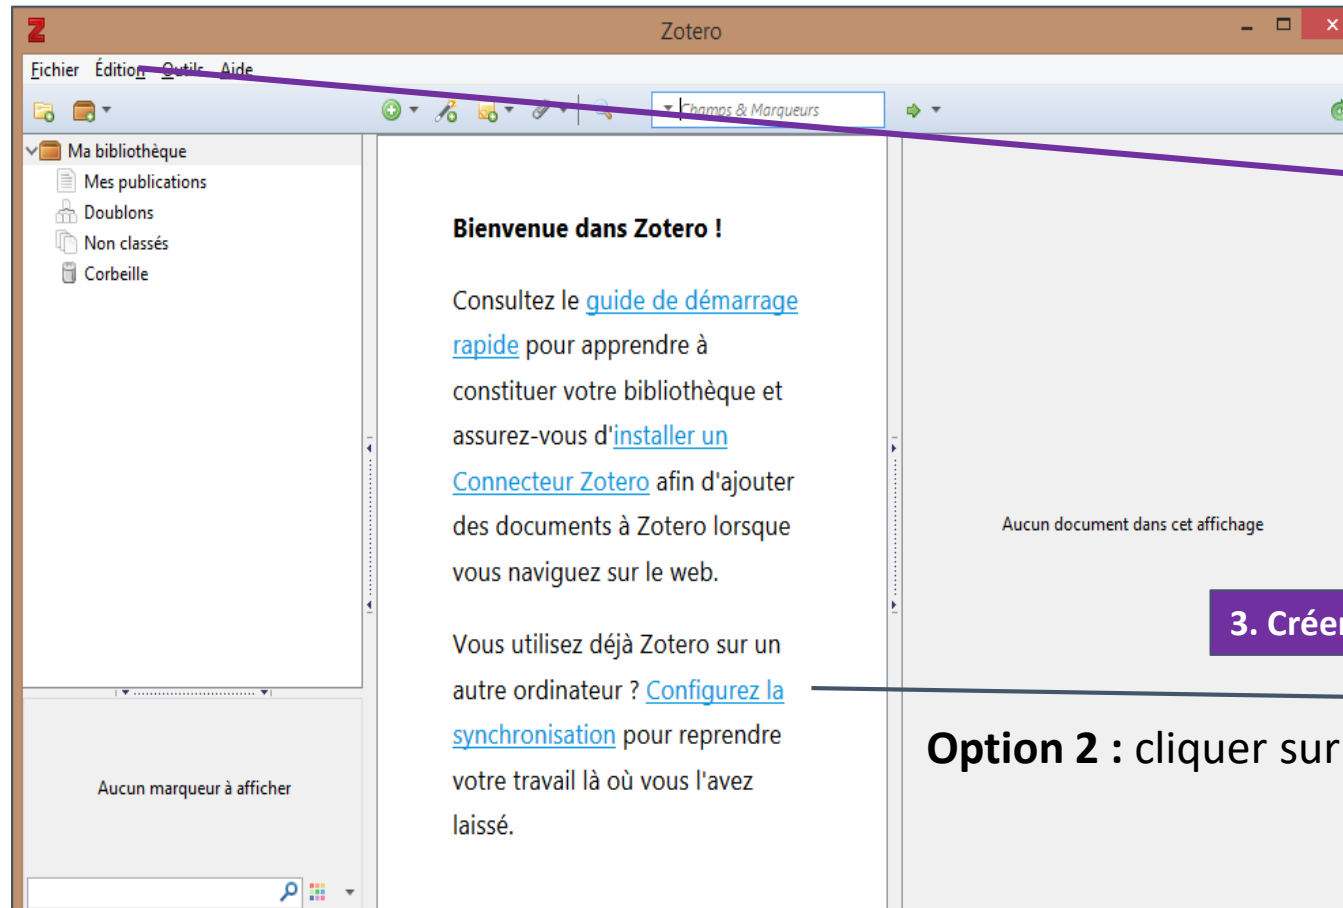 Z
Zotero
Fichier Édition Outils Aide
Champs & Marqueurs
Ma bibliothèque
Mes publications
Doublons
Non classés
Corbeille
Bienvenue dans Zotero !
Consultez le guide de démarrage
rapide pour apprendre à
constituer votre bibliothèque et
assurez-vous d'installer un
Connecteur Zotero afin d'ajouter
des documents à Zotero lorsque
vous naviguez sur le web.
Vous utilisez déjà Zotero sur un
autre ordinateur ? Configurez la
synchronisation pour reprendre
votre travail là où vous l'avez
laissé.
Aucun document dans cet affichage
3. Créer
Option 2 : cliquer sur
Aucun marqueur à afficher